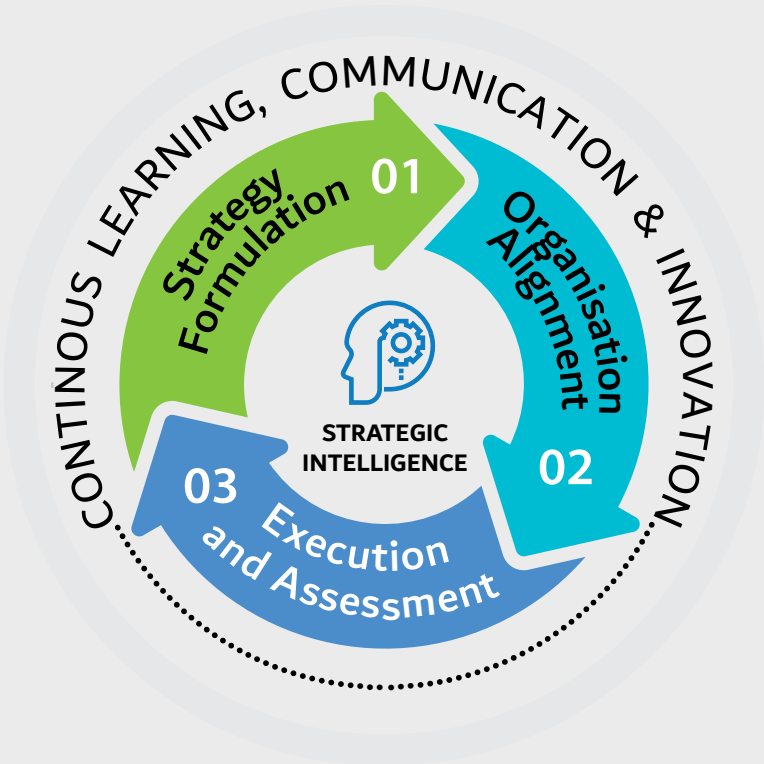 CONTINOUS LEARNING, COMMUNICATION & INNOVATION
01
Strategy
Formulation
Organisation
Alignment
02
03
Execution
and Assessment
STRATEGIC
INTELLIGENCE